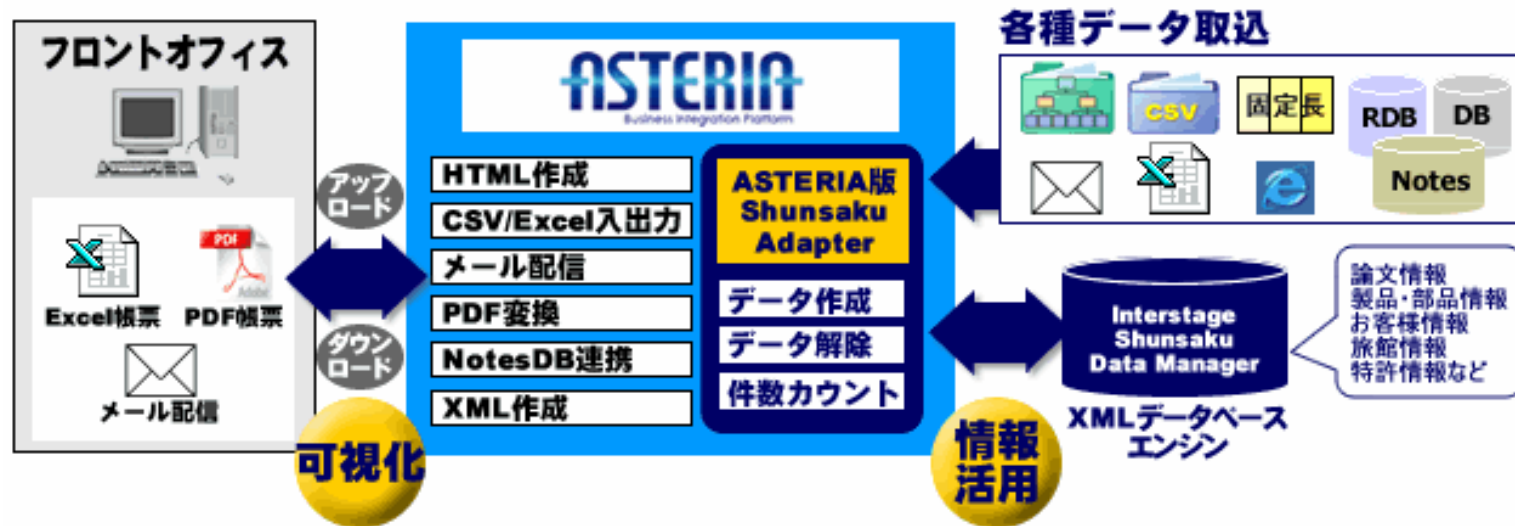 フロントオフィス
Excel帳票
PDF
PDF帳票
メール配信
アップ
ロード
ダウン
ロード
可視化
ASTERIA
Business Integration Platform
HTML作成
CSV/Excel入出力
メール配信
PDF変換
NotesDB連携
XML作成
ASTERIA版
Shunsaku
Adapter
データ作成
データ解除
件数カウント
情報
活用
各種データ取込
CSV
固定長
RDB
DB
Notes
Interstage
Shunsaku
Data Manager
XMLデータベース
エンジン
論文情報
製品・部品情報
お客様情報
旅館情報
特許情報など